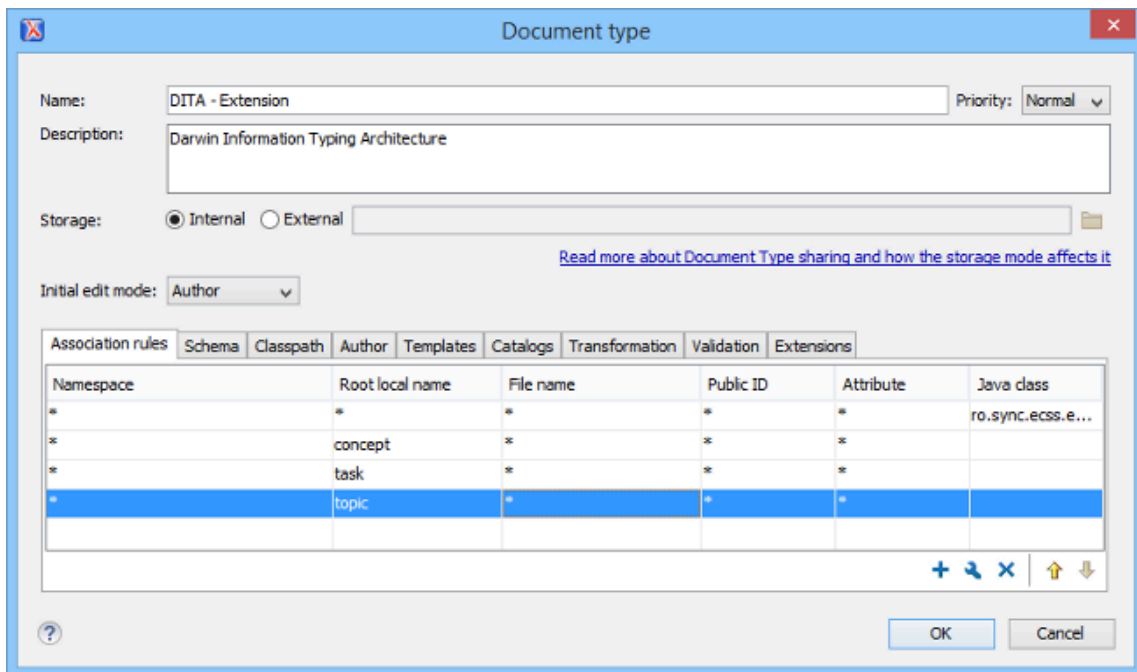 Document type
Name: DITA - Extension Priority: Normal
Description: Darwin Information Typing Architecture
Storage: Internal External
Read more about Document Type sharing and how the storage mode affects it
Initial edit mode: Author
Association rules Schema Classpath Author Templates Catalogs Transformation Validation Extensions
Namespace Root local name File name Public ID Attribute Java class
* * * * * ro.sync.ecss.e...
* concept * * *
* task * * *
* topic * * *
OK Cancel